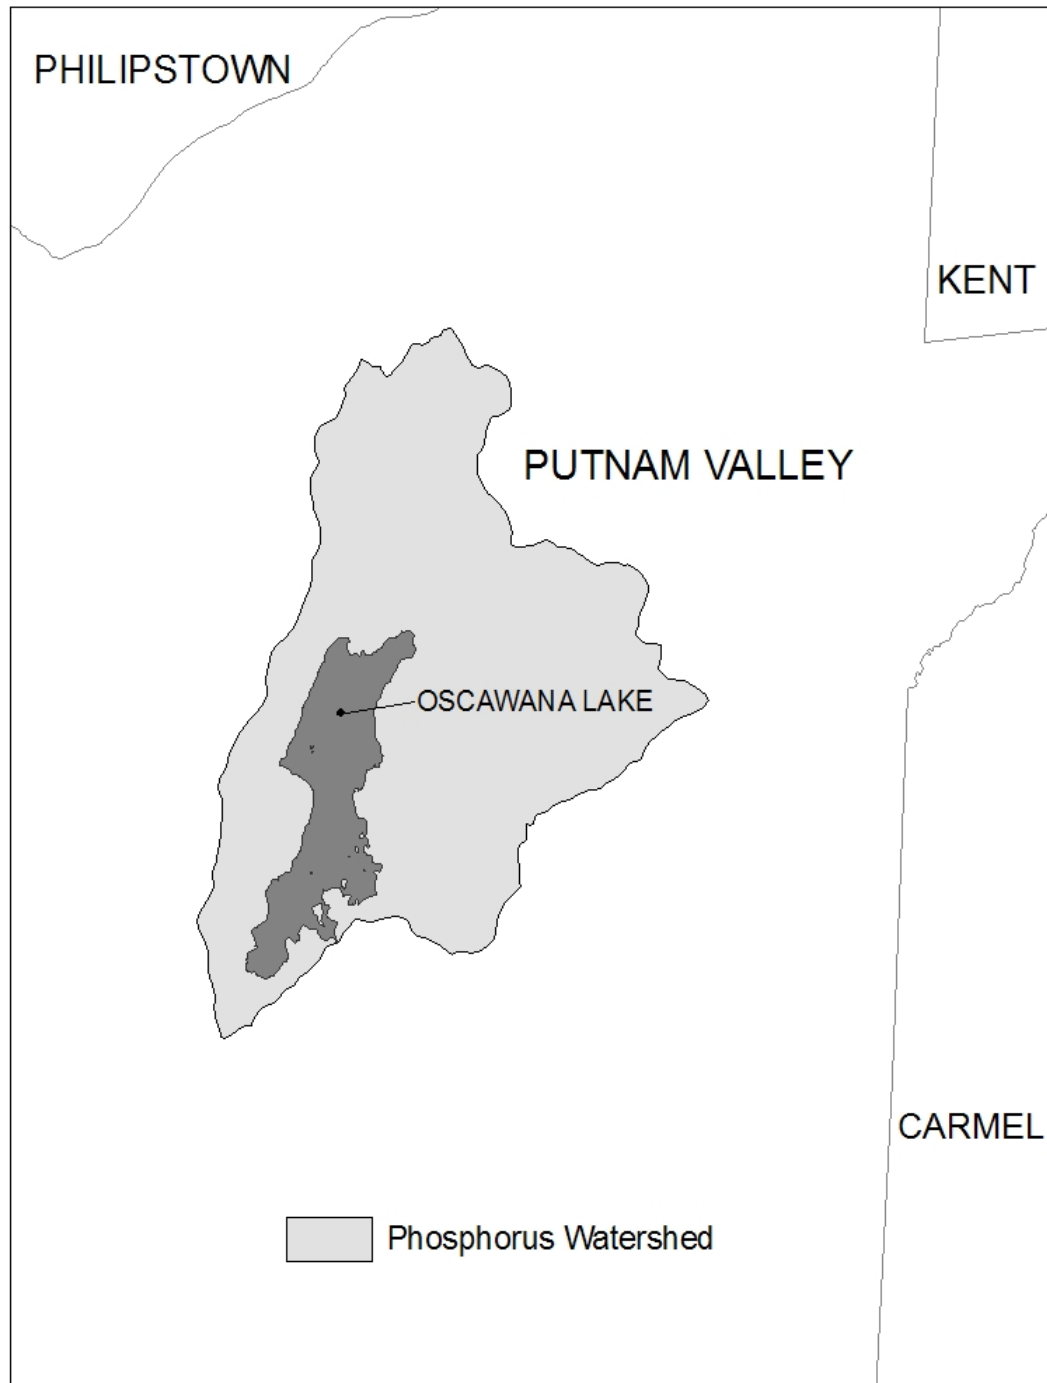 PHILIPSTOWN
KENT
PUTNAM VALLEY
OSCAWANA LAKE
CARMEL
Phosphorus Watershed